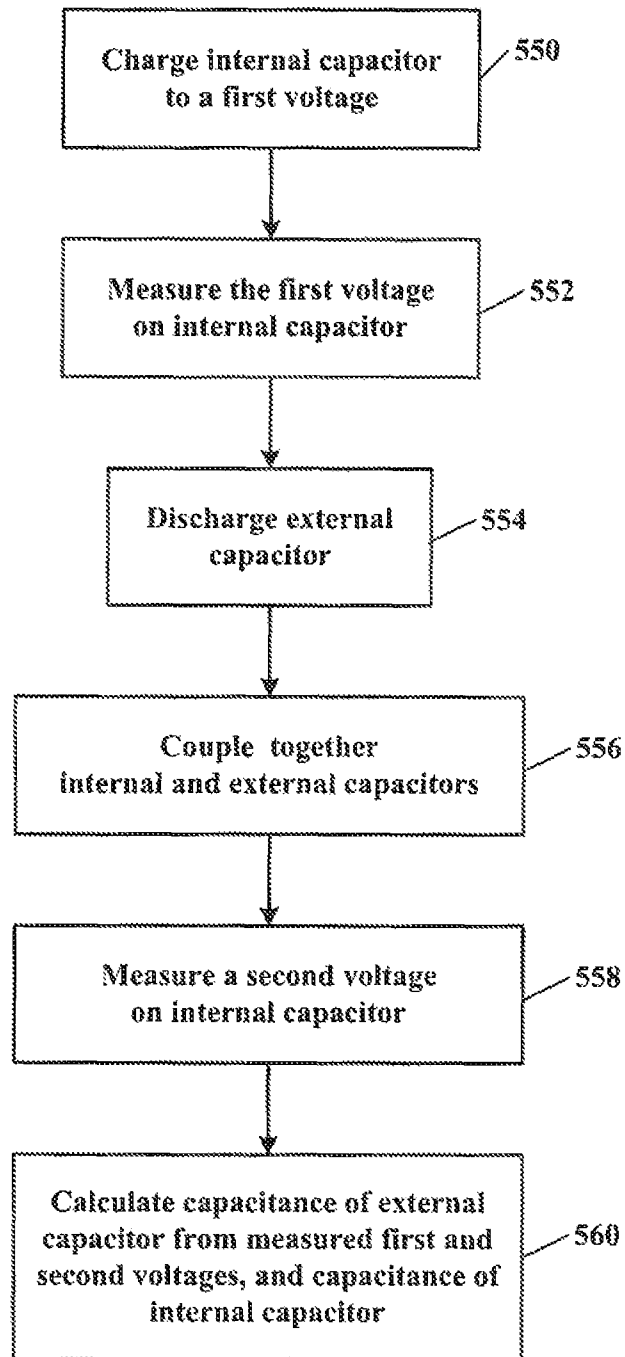 Charge internal capacitor
to a first voltage
550
Measure the first voltage
on internal capacitor
552
Discharge external
capacitor
554
Couple together
internal and external capacitors
556
Measure a second voltage
on internal capacitor
558
Calculate capacitance of external
capacitor from measured first and
second voltages, and capacitance of
internal capacitor
560